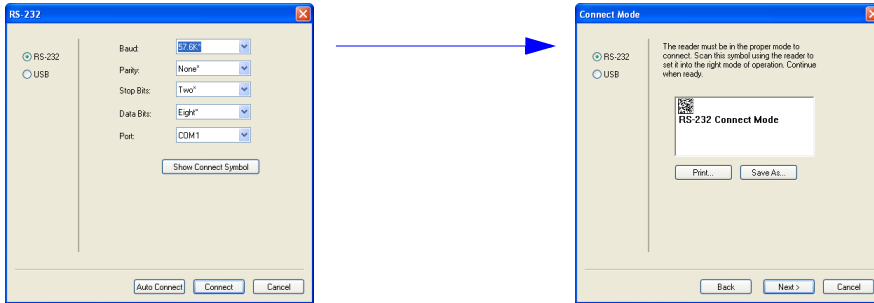 RS-232
RS-232
USB
Baud:
57.6K*
Parity:
None*
Stop Bits:
Two*
Data Bits:
Eight*
Port:
COM1
Show Connect Symbol
Auto Connect
Connect
Cancel
Connect Mode
RS-232
USB
The reader must be in the proper mode to
connect. Scan this symbol using the reader to
set it into the right mode of operation. Continue
when ready.
RS-232 Connect Mode
Print...
Save As...
Back
Next >
Cancel